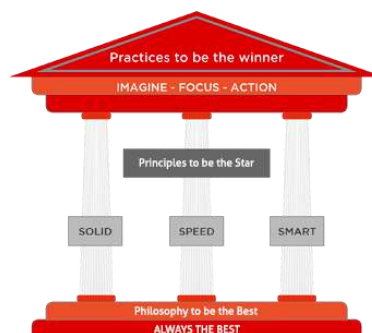 Practices to be the winner
IMAGINE - FOCUS - ACTION
Principles to be the Star
SOLID SPEED SMART
Philosophy to be the Best
ALWAYS THE BEST